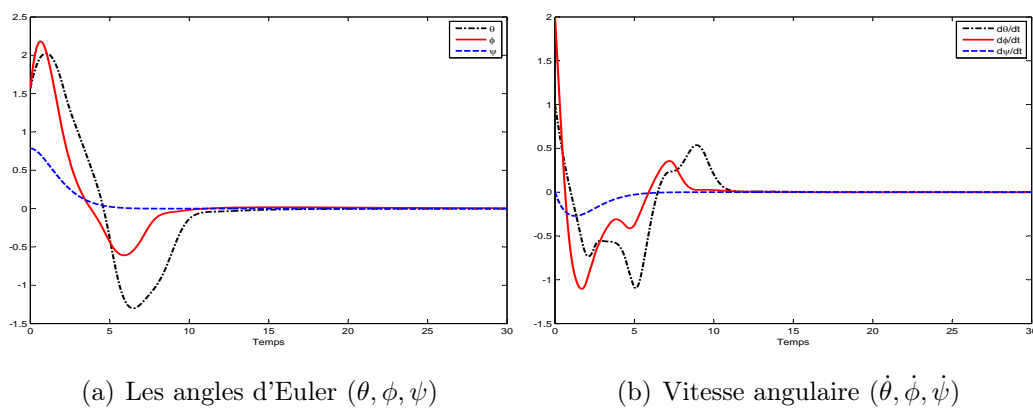 2.5
2
1.5
1
0.5
0
-0.5
-1
-1.5
0 5 10 15 20 25 30
Temps
θ
ϕ
ψ
2
1.5
1
0.5
0
-0.5
-1
-1.5
0 5 10 15 20 25 30
Temps
dθ/dt
dϕ/dt
dψ/dt
(a) Les angles d'Euler (θ, ϕ, ψ)
(b) Vitesse angulaire (θ̇, ϕ̇, ψ̇)